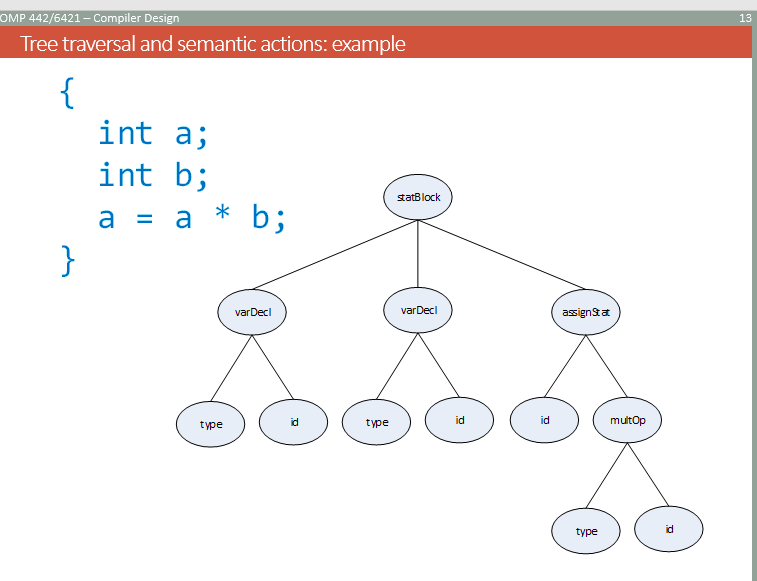 OMP 442/6421 – Compiler Design 13
Tree traversal and semantic actions: example
{
int a;
int b;
a = a * b;
}
statBlock
varDecl varDecl assignStat
type id type id id multOp
type id